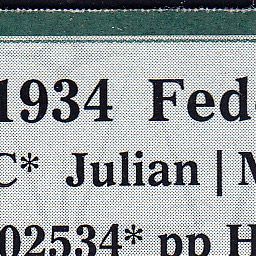 1934 Fed
C* Julian | M
02534* pp H